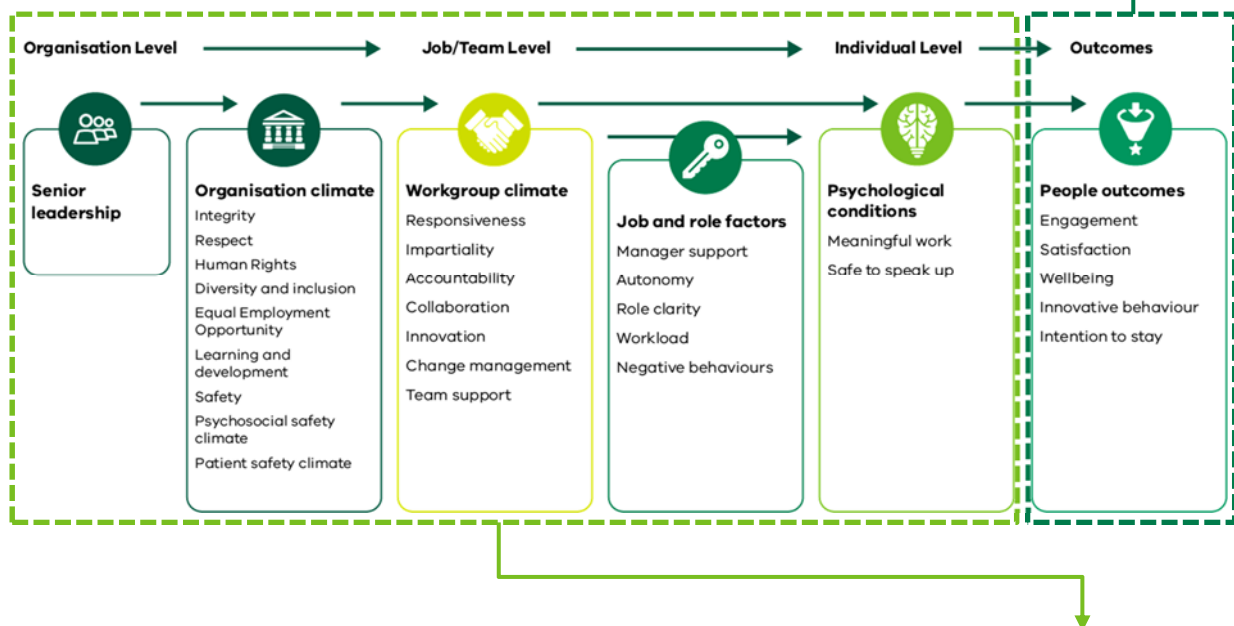 Organisation Level
Job/Team Level
Individual Level
Outcomes
Senior
leadership
Organisation climate
Integrity
Respect
Human Rights
Diversity and inclusion
Equal Employment
Opportunity
Learning and
development
Safety
Psychosocial safety
climate
Patient safety climate
Workgroup climate
Responsiveness
Impartiality
Accountability
Collaboration
Innovation
Change management
Team support
Job and role factors
Manager support
Autonomy
Role clarity
Workload
Negative behaviours
Psychological
conditions
Meaningful work
Safe to speak up
People outcomes
Engagement
Satisfaction
Wellbeing
Innovative behaviour
Intention to stay